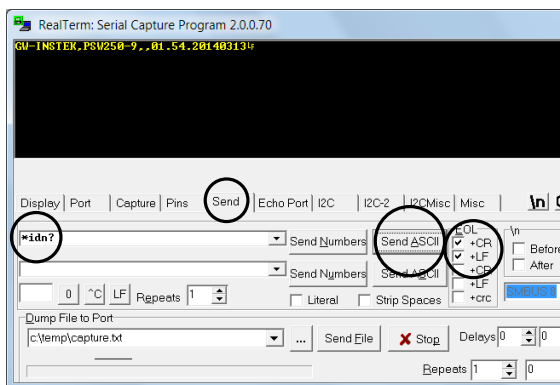 RealTerm: Serial Capture Program 2.0.0.70
GW-INSTEK,PSW250-9,,01.54.20140313LF
Display Port Capture Pins Send Echo Port I2C I2C-2 I2CMisc Misc \n
*idn? Send Numbers Send ASCII EOL \n
+CR Before
+LF After
Send Numbers Send ASCII +CR
+LF
0 ^C LF Repeats 1 Literal Strip Spaces +crc SMBUS 8
Dump File to Port
c:\temp\capture.txt ... Send File Stop Delays 0 0
Repeats 1 0